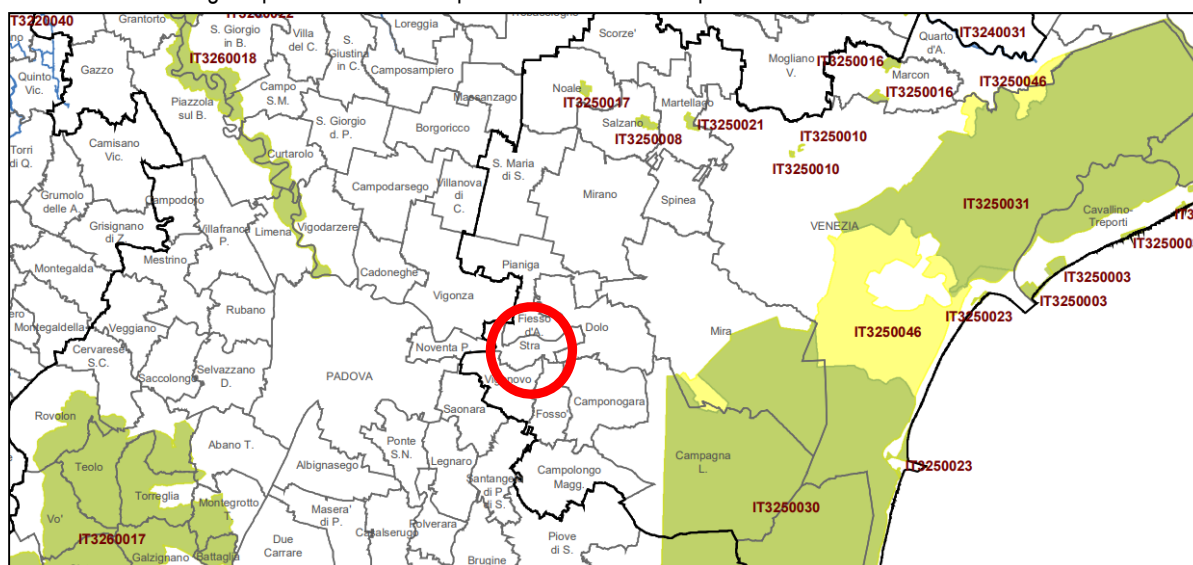 IT3220040
Grantorto
S. Giorgio
in B.
IT3260018
Villa
del C.
S.
Giustina
in C.
Loreggia
Camposampiero
Scorze'
Mogliano
V.
Quarto
d'A.
IT3240031
IT3250016
Marcon
IT3250016
IT3250046
Quinto
Vic.
Gazzo
Piazzola
sul B.
Campo
S.M.
Massanzago
Noale
IT3250017
Martellago
Salzano
IT3250021
IT3250008
IT3250010
IT3250010
S. Giorgio
d. P.
Borgoricco
Torri
di Q.
Camisano
Vic.
Curtarolo
S. Maria
di S.
Mirano
Spinea
Campodarsego
Villanova
di
C.
Grumolo
delle A.
Campodoro
Grisignano
di Z.
Villafranca
P.
Limena
Vigodarzere
VENEZIA
IT3250031
Cavallino-
Treporti
IT3250003
IT3250003
Mestrino
Montegalda
Cadoneghe
Pianiga
Vigonza
Rubano
Montegaldella
Veggiano
Fiesso
d'A.
Stra
Dolo
Mira
IT3250023
IT3250046
Noventa P.
Cervarese
S.C.
Saccolongo
Selvazzano
D.
PADOVA
Vigonovo
Saonara
Fosso'
Camponogara
Rovolon
Abano T.
Ponte
S.N.
Legnaro
Albignasego
Teolo
Campagna
L.
IT3250023
Campolongo
Magg.
Santangelo
di P.
di S.
Torreglia
Montegrotto
T.
Masera'
di P.
IT3250030
Vo'
IT3260017
Casalserugo
Polverara
Due
Carrare
Piove
di S.
Galzignano
Battaglia
Brugine